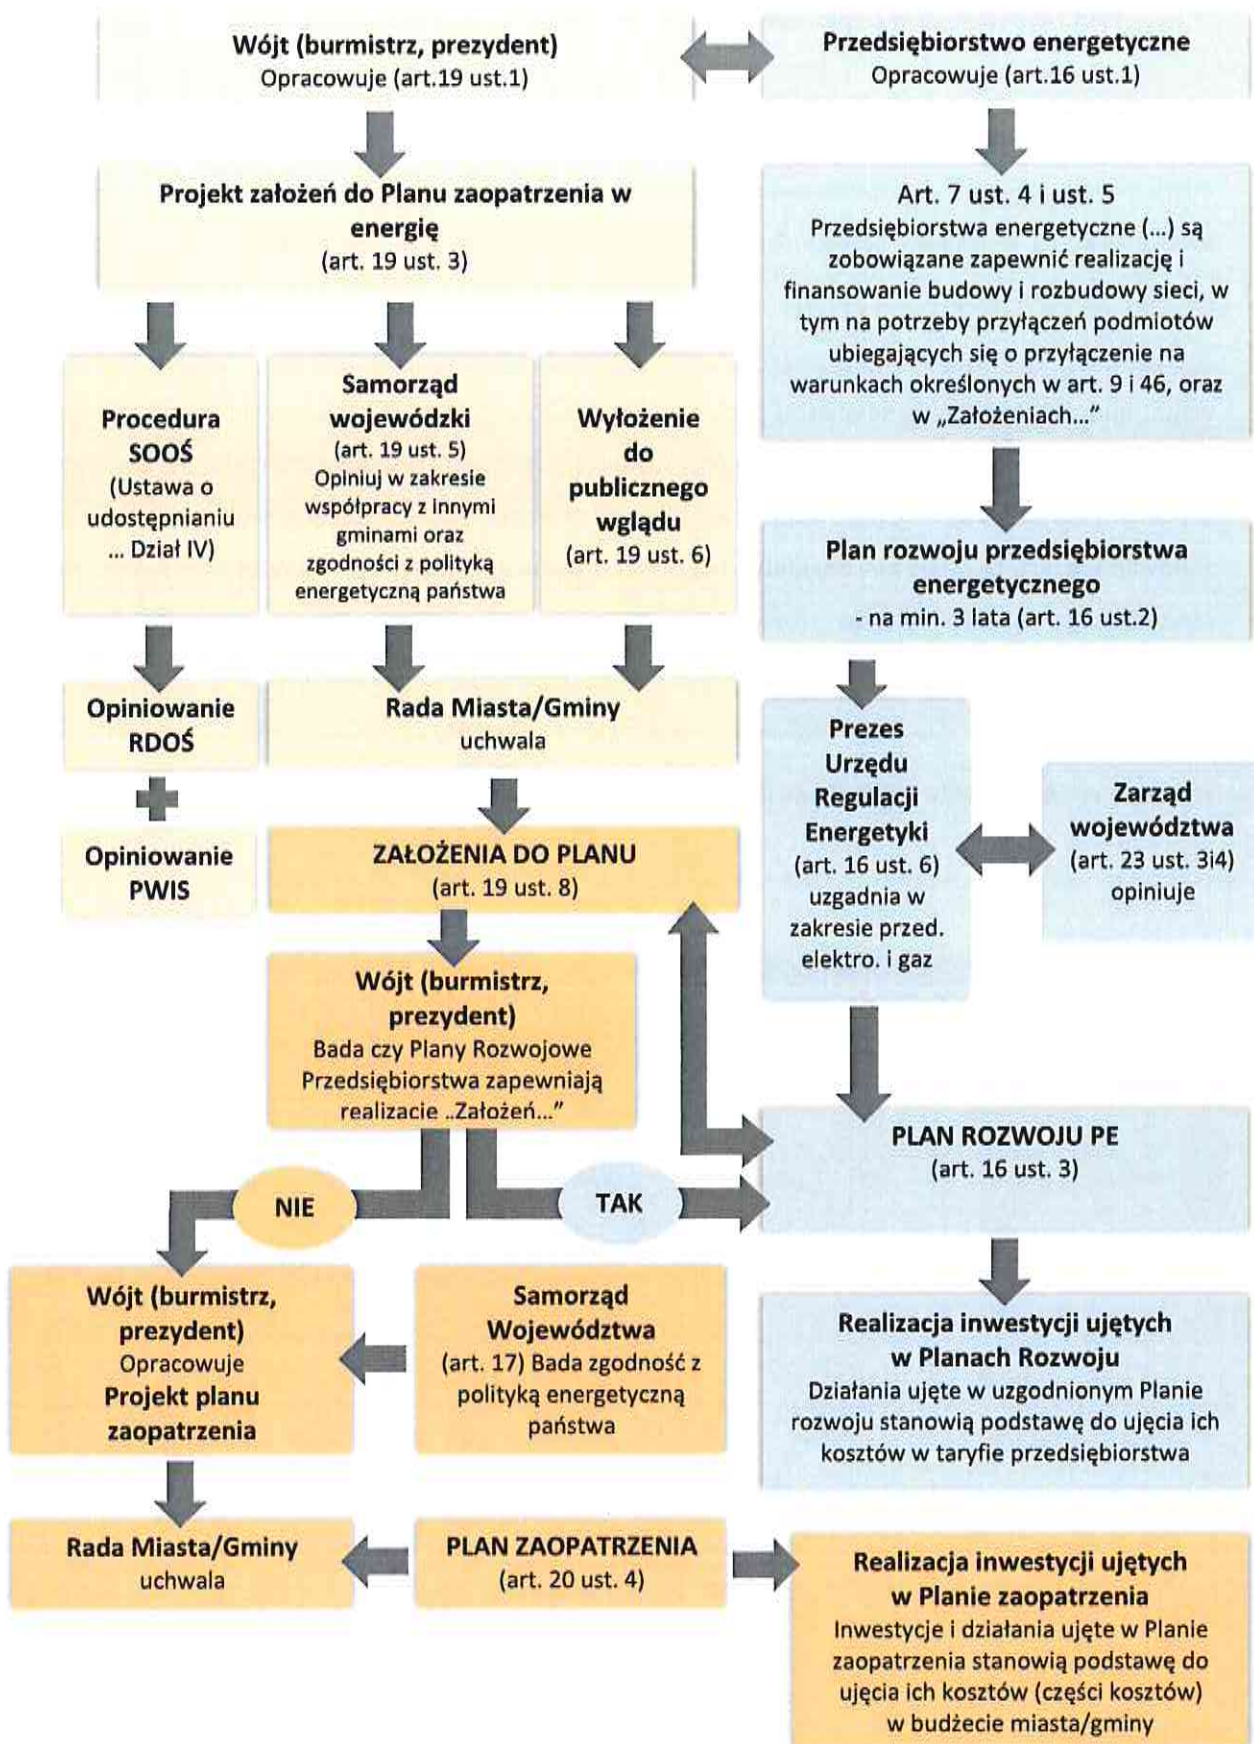 Wójt (burmistrz, prezydent)
Opracowuje (art.19 ust.1)
Przedsiębiorstwo energetyczne
Opracowuje (art.16 ust.1)
Projekt założeń do Planu zaopatrzenia w
energię
(art. 19 ust. 3)
Art. 7 ust. 4 i ust. 5
Przedsiębiorstwa energetyczne (...) są
zobowiązane zapewnić realizację i
finansowanie budowy i rozbudowy sieci, w
tym na potrzeby przyłączeń podmiotów
ubiegających się o przyłączenie na
warunkach określonych w art. 9 i 46, oraz
w „Założeniach...”
Procedura
SOOŚ
(Ustawa o
udostępnianiu
... Dział IV)
Samorząd
wojewódzki
(art. 19 ust. 5)
Opiniuj w zakresie
współpracy z innymi
gminami oraz
zgodności z polityką
energetyczną państwa
Wyłożenie
do
publicznego
wglądu
(art. 19 ust. 6)
Plan rozwoju przedsiębiorstwa
energetycznego
- na min. 3 lata (art. 16 ust.2)
Opiniowanie
RDOŚ
Opiniowanie
PWIS
Rada Miasta/Gminy
uchwala
Prezes
Urzędu
Regulacji
Energetyki
(art. 16 ust. 6)
uzgadnia w
zakresie przed.
elektro. i gaz
Zarząd
województwa
(art. 23 ust. 3i4)
opiniuje
ZAŁOŻENIA DO PLANU
(art. 19 ust. 8)
Wójt (burmistrz,
prezydent)
Bada czy Plany Rozwojowe
Przedsiębiorstwa zapewniają
realizacie „Założeń...”
PLAN ROZWOJU PE
(art. 16 ust. 3)
NIE
TAK
Wójt (burmistrz,
prezydent)
Opracowuje
Projekt planu
zaopatrzenia
Samorząd
Województwa
(art. 17) Bada zgodność z
polityką energetyczną
państwa
Realizacja inwestycji ujętych
w Planach Rozwoju
Działania ujęte w uzgodnionym Planie
rozwoju stanowią podstawę do ujęcia ich
kosztów w taryfie przedsiębiorstwa
Rada Miasta/Gminy
uchwala
PLAN ZAOPATRZENIA
(art. 20 ust. 4)
Realizacja inwestycji ujętych
w Planie zaopatrzenia
Inwestycje i działania ujęte w Planie
zaopatrzenia stanowią podstawę do
ujęcia ich kosztów (części kosztów)
w budżecie miasta/gminy